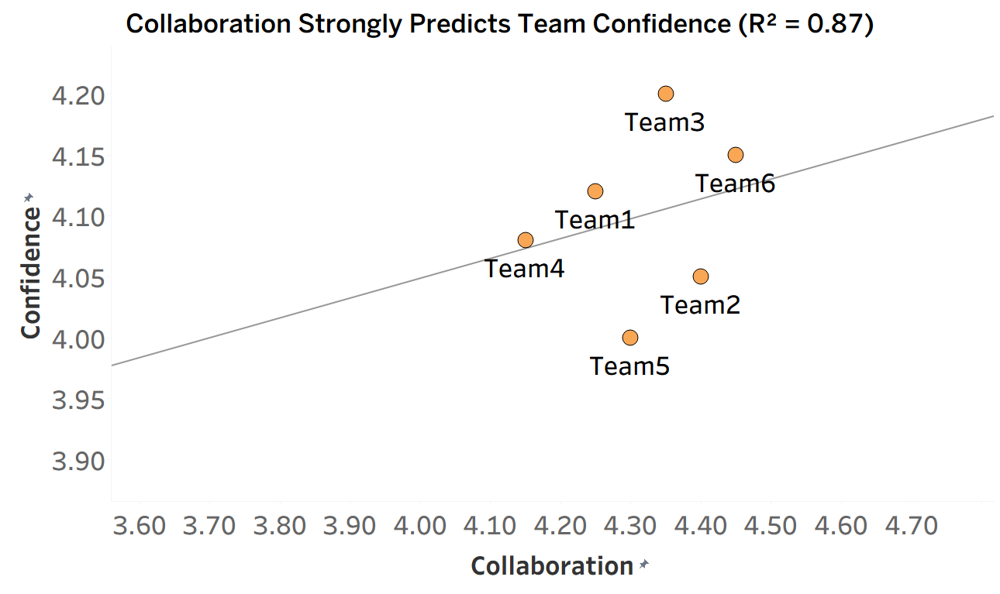 Collaboration Strongly Predicts Team Confidence (R² = 0.87)
Confidence
4.20
4.15
4.10
4.05
4.00
3.95
3.90
Team3
Team6
Team1
Team4
Team2
Team5
3.60 3.70 3.80 3.90 4.00 4.10 4.20 4.30 4.40 4.50 4.60 4.70
Collaboration